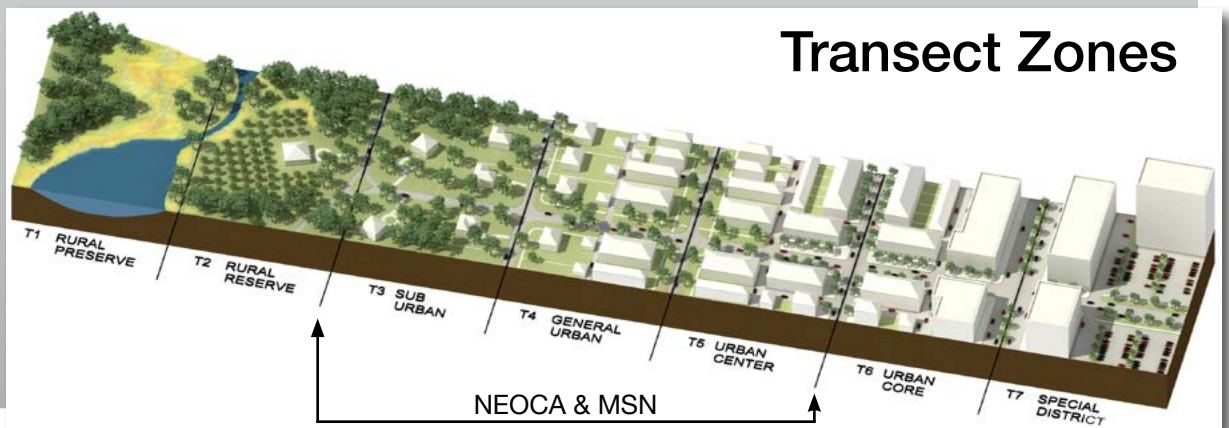 Transect Zones
T1 RURAL
PRESERVE
T2 RURAL
RESERVE
T3 SUB
URBAN
T4 GENERAL
URBAN
T5 URBAN
CENTER
T6 URBAN
CORE
T7 SPECIAL
DISTRICT
NEOCA & MSN